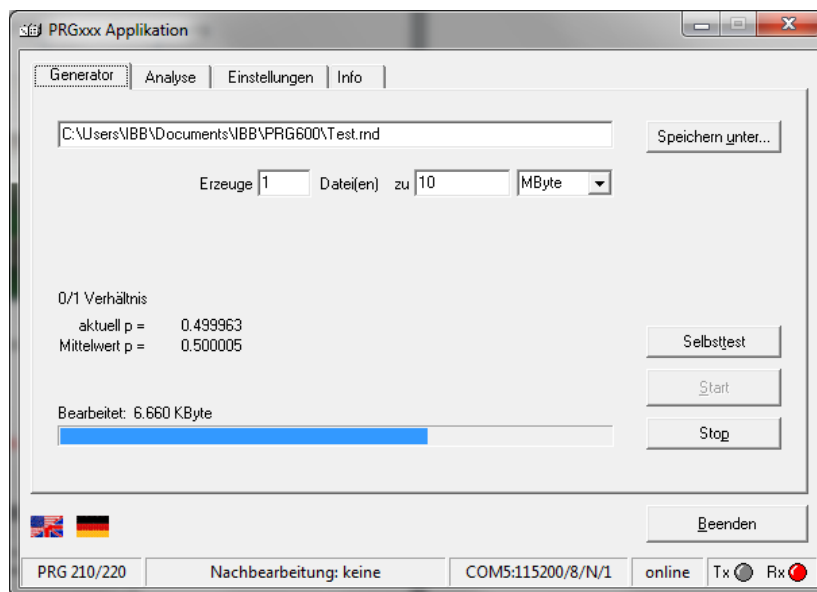 PRGxxx Applikation
Generator Analyse Einstellungen Info
C:\Users\IBB\Documents\IBB\PRG600\Test.rnd Speichern unter...
Erzeuge 1 Datei(en) zu 10 MByte
0/1 Verhältnis
aktuell p = 0.499963
Mittelwert p = 0.500005
Selbsttest
Start
Bearbeitet: 6.660 KByte
Stop
Beenden
PRG 210/220 Nachbearbeitung: keine COM5:115200/8/N/1 online Tx Rx